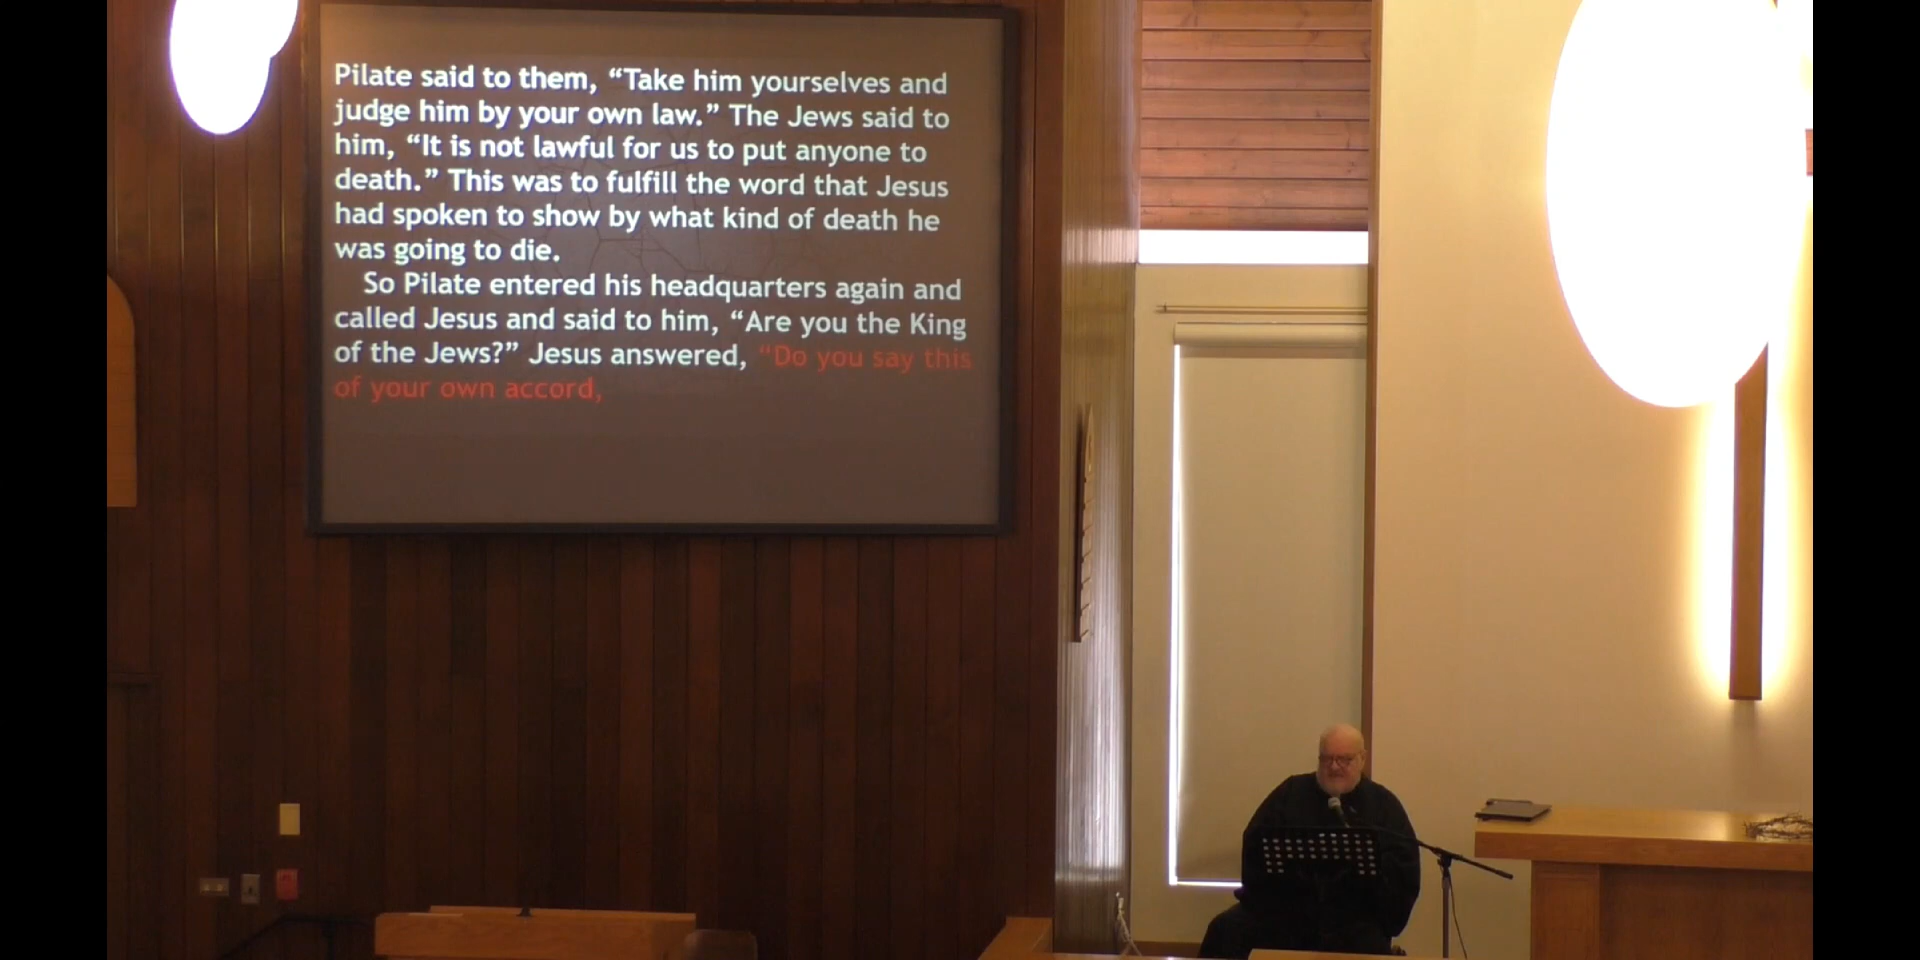 Pilate said to them, “Take him yourselves and
judge him by your own law.” The Jews said to
him, “It is not lawful for us to put anyone to
death.” This was to fulfill the word that Jesus
had spoken to show by what kind of death he
was going to die.
So Pilate entered his headquarters again and
called Jesus and said to him, “Are you the King
of the Jews?” Jesus answered, “Do you say this
of your own accord,